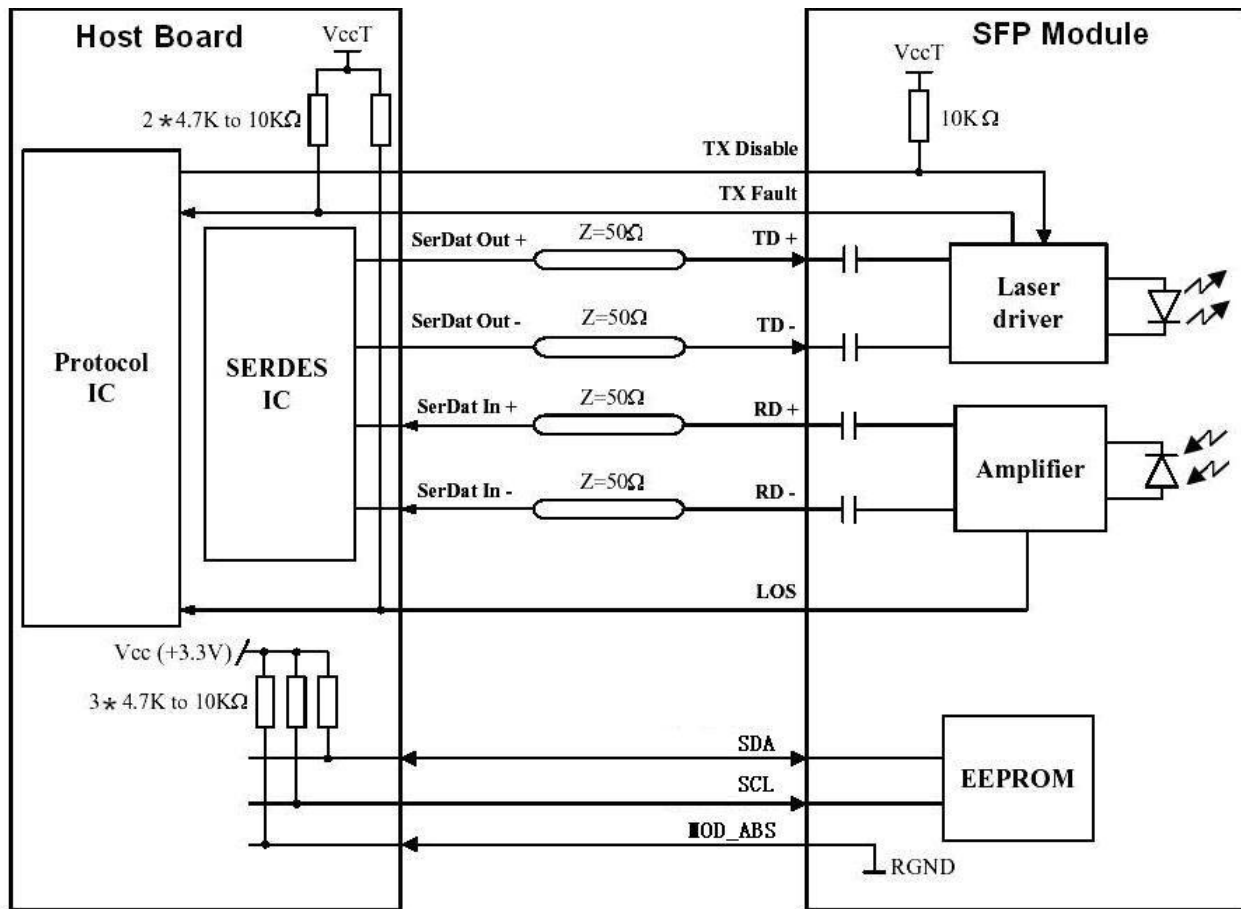 Host Board
SFP Module
VccT
VccT
2*4.7K to 10KΩ
10KΩ
TX Disable
TX Fault
SerDat Out +
Z=50Ω
TD +
Laser
driver
SerDat Out -
Z=50Ω
TD -
Protocol
IC
SERDES
IC
SerDat In +
Z=50Ω
RD +
Amplifier
SerDat In -
Z=50Ω
RD -
LOS
Vcc (+3.3V)
3*4.7K to 10KΩ
SDA
SCL
EEPROM
MOD_ABS
RGND